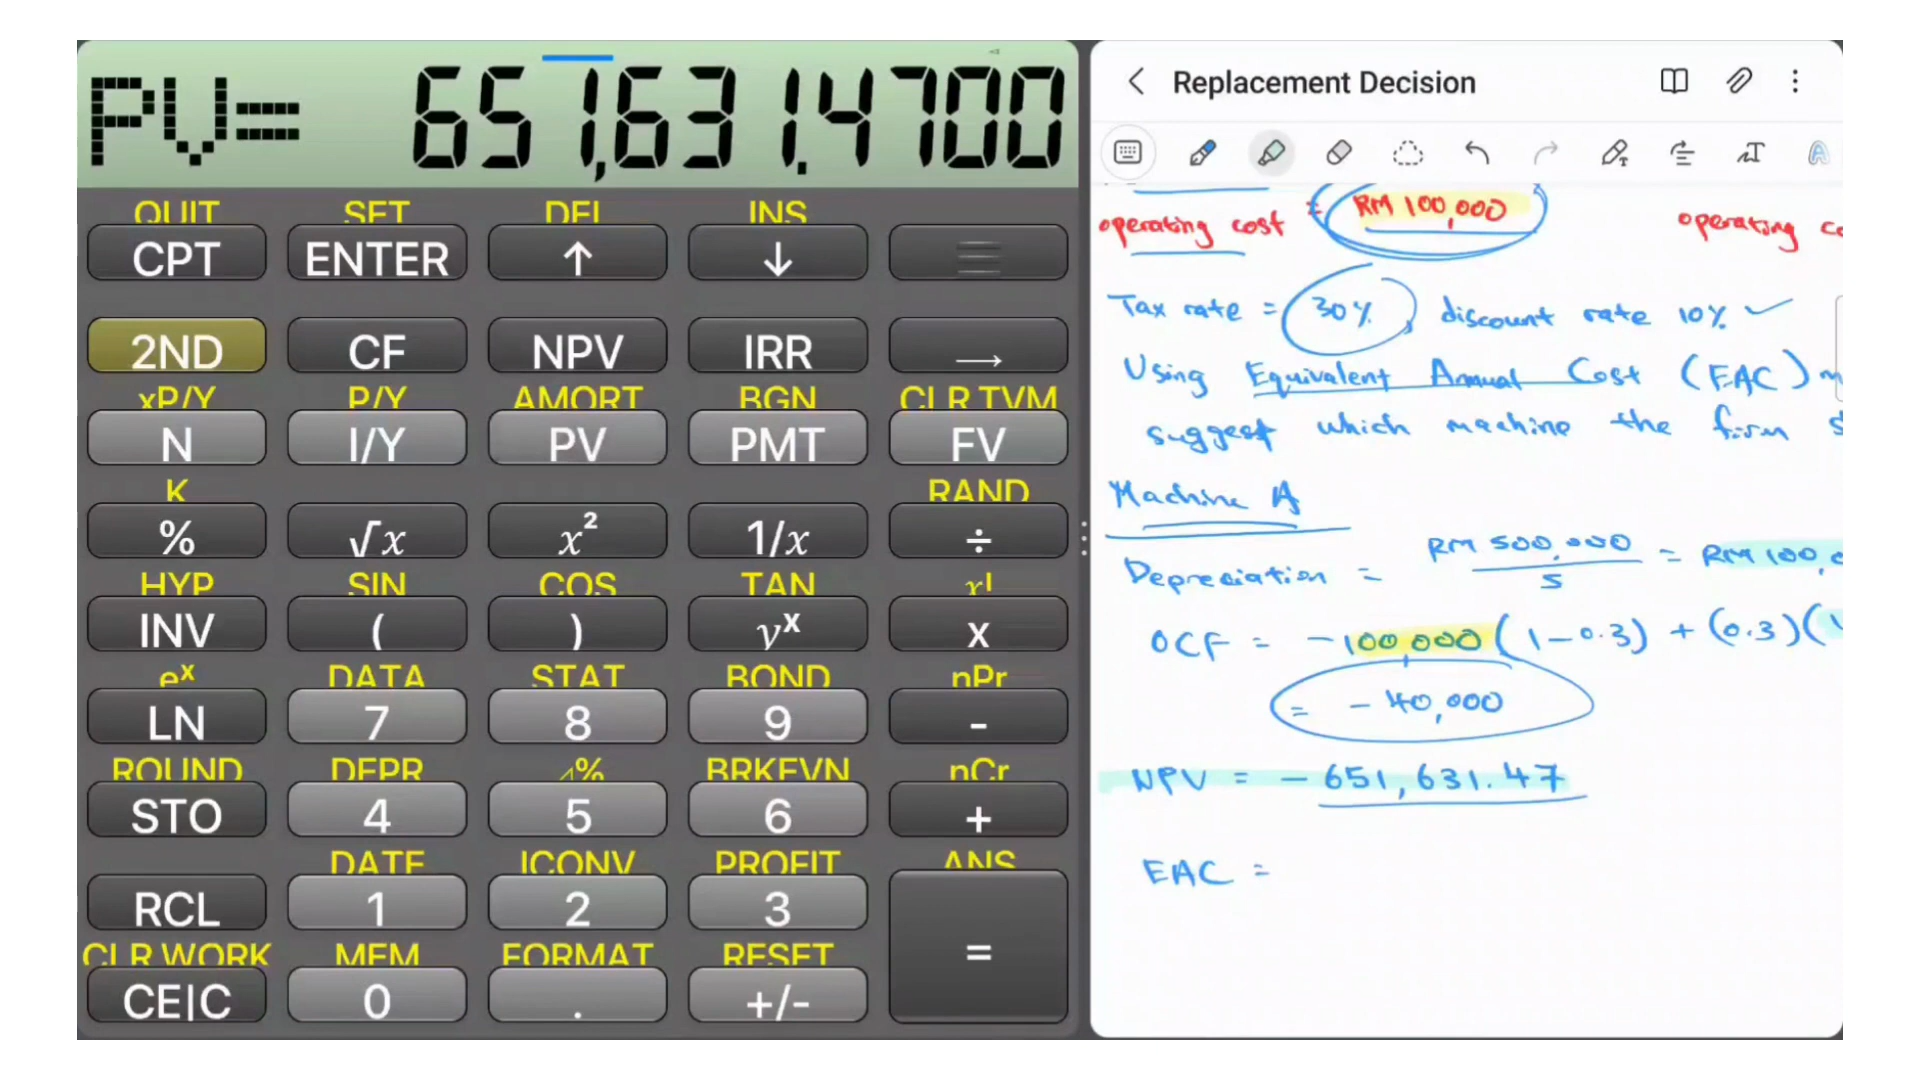 PV= 657,631.4700
QUIT SET DEL INS
CPT ENTER ↑ ↓
2ND CF NPV IRR →
xP/Y P/Y AMORT BGN CLR TVM
N I/Y PV PMT FV
K RAND
% √x x² 1/x ÷
HYP SIN COS TAN x!
INV ( ) yˣ x
eˣ DATA STAT BOND nPr
LN 7 8 9 -
ROUND DEPR ⊿% BRKEVN nCr
STO 4 5 6 +
DATE ICONV PROFIT ANS
RCL 1 2 3 =
CLR WORK MEM FORMAT RESET
CE|C 0 . +/-
Replacement Decision
operating cost = RM 100,000 operating
Tax rate = 30%, discount rate 10% ✓
Using Equivalent Annual Cost (EAC)
suggest which machine the firm
Machine A
Depreciation = RM 500,000 / 5 = RM 100,
OCF = -100,000 (1-0.3) + (0.3)(
= - 40,000
NPV = - 651,631.47
EAC =